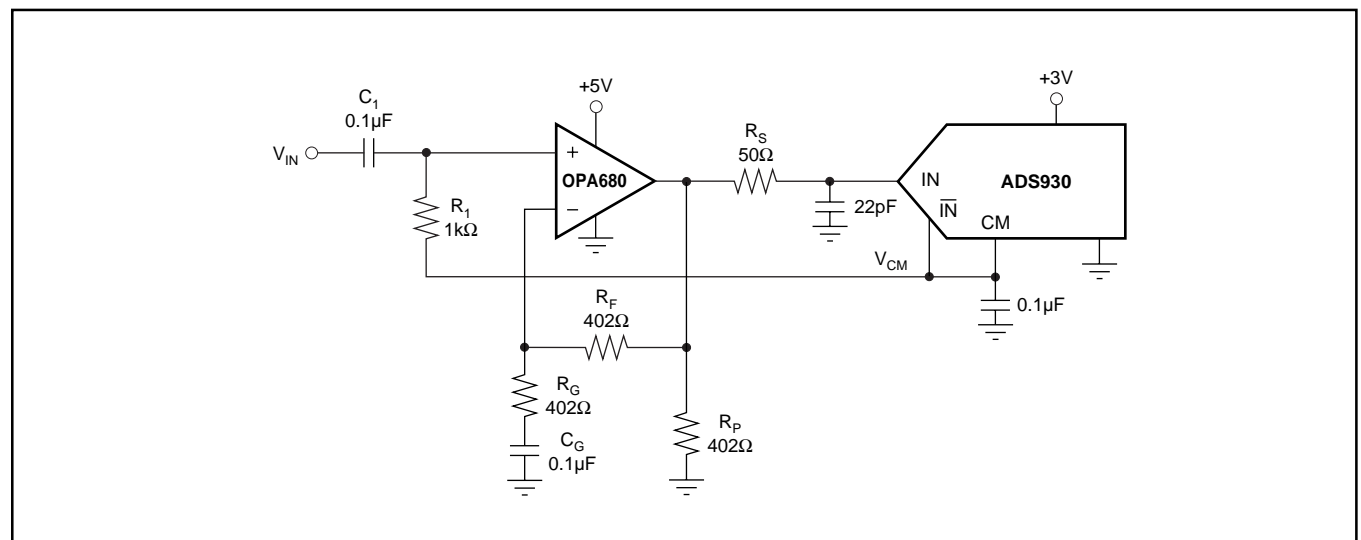 +5V
+3V
C1
0.1µF
RS
50Ω
VIN
+
OPA680
–
IN
ADS930
IN
22pF
CM
R1
1kΩ
VCM
RF
402Ω
0.1µF
RG
402Ω
RP
402Ω
CG
0.1µF